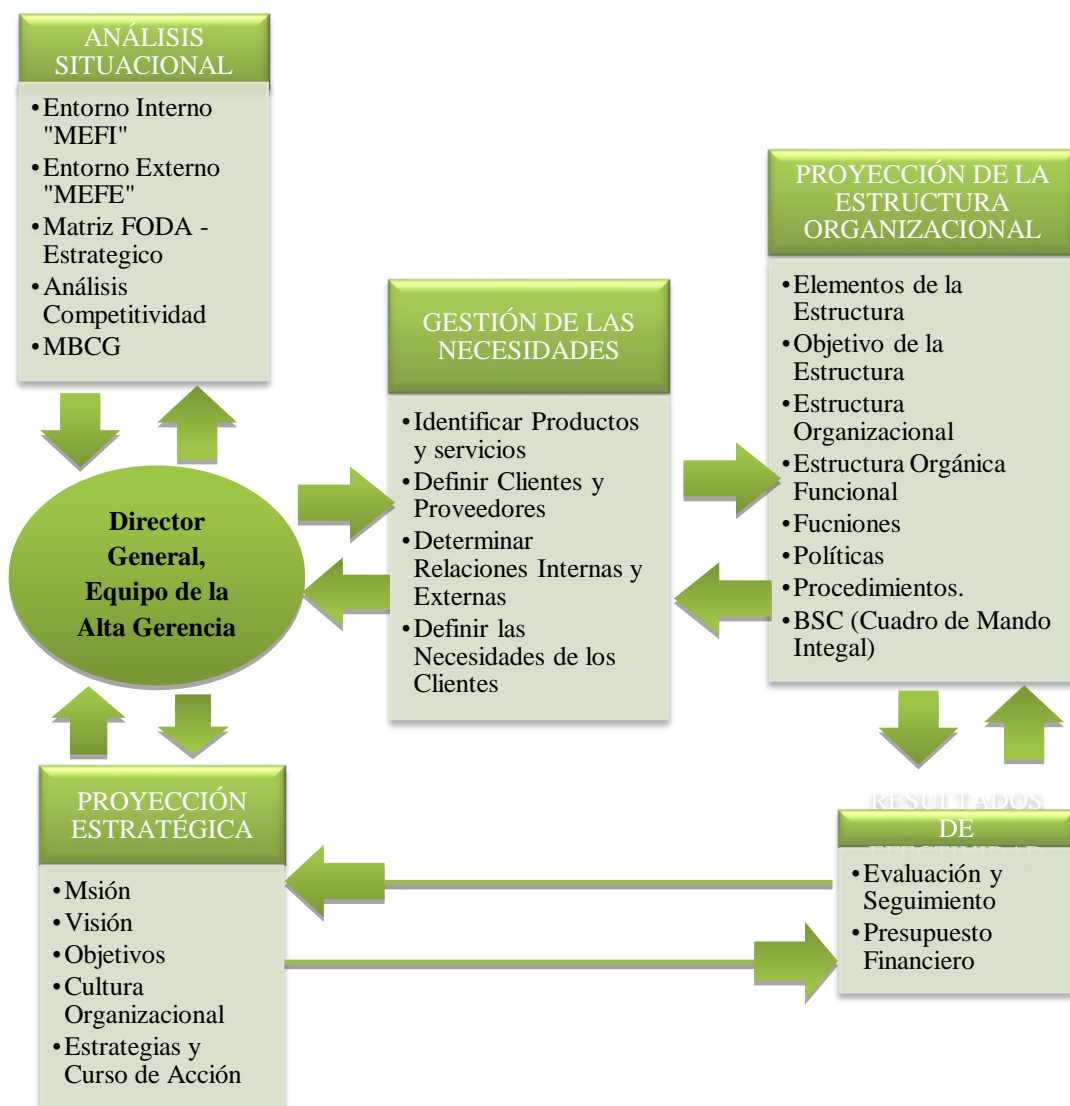 ANÁLISIS
SITUACIONAL
•Entorno Interno
"MEFI"
•Entorno Externo
"MEFE"
•Matriz FODA -
Estrategico
•Análisis
Competitividad
•MBCG
Director
General,
Equipo de la
Alta Gerencia
PROYECCIÓN
ESTRATÉGICA
•Msión
•Visión
•Objetivos
•Cultura
Organizacional
•Estrategias y
Curso de Acción
GESTIÓN DE LAS
NECESIDADES
•Identificar Productos
y servicios
•Definir Clientes y
Proveedores
•Determinar
Relaciones Internas y
Externas
•Definir las
Necesidades de los
Clientes
PROYECCIÓN DE LA
ESTRUCTURA
ORGANIZACIONAL
•Elementos de la
Estructura
•Objetivo de la
Estructura
•Estructura
Organizacional
•Estructura Orgánica
Funcional
•Fucniones
•Políticas
•Procedimientos.
•BSC (Cuadro de Mando
Integal)
RESULTADOS
DE
EFECTIVIDAD
•Evaluación y
Seguimiento
•Presupuesto
Financiero